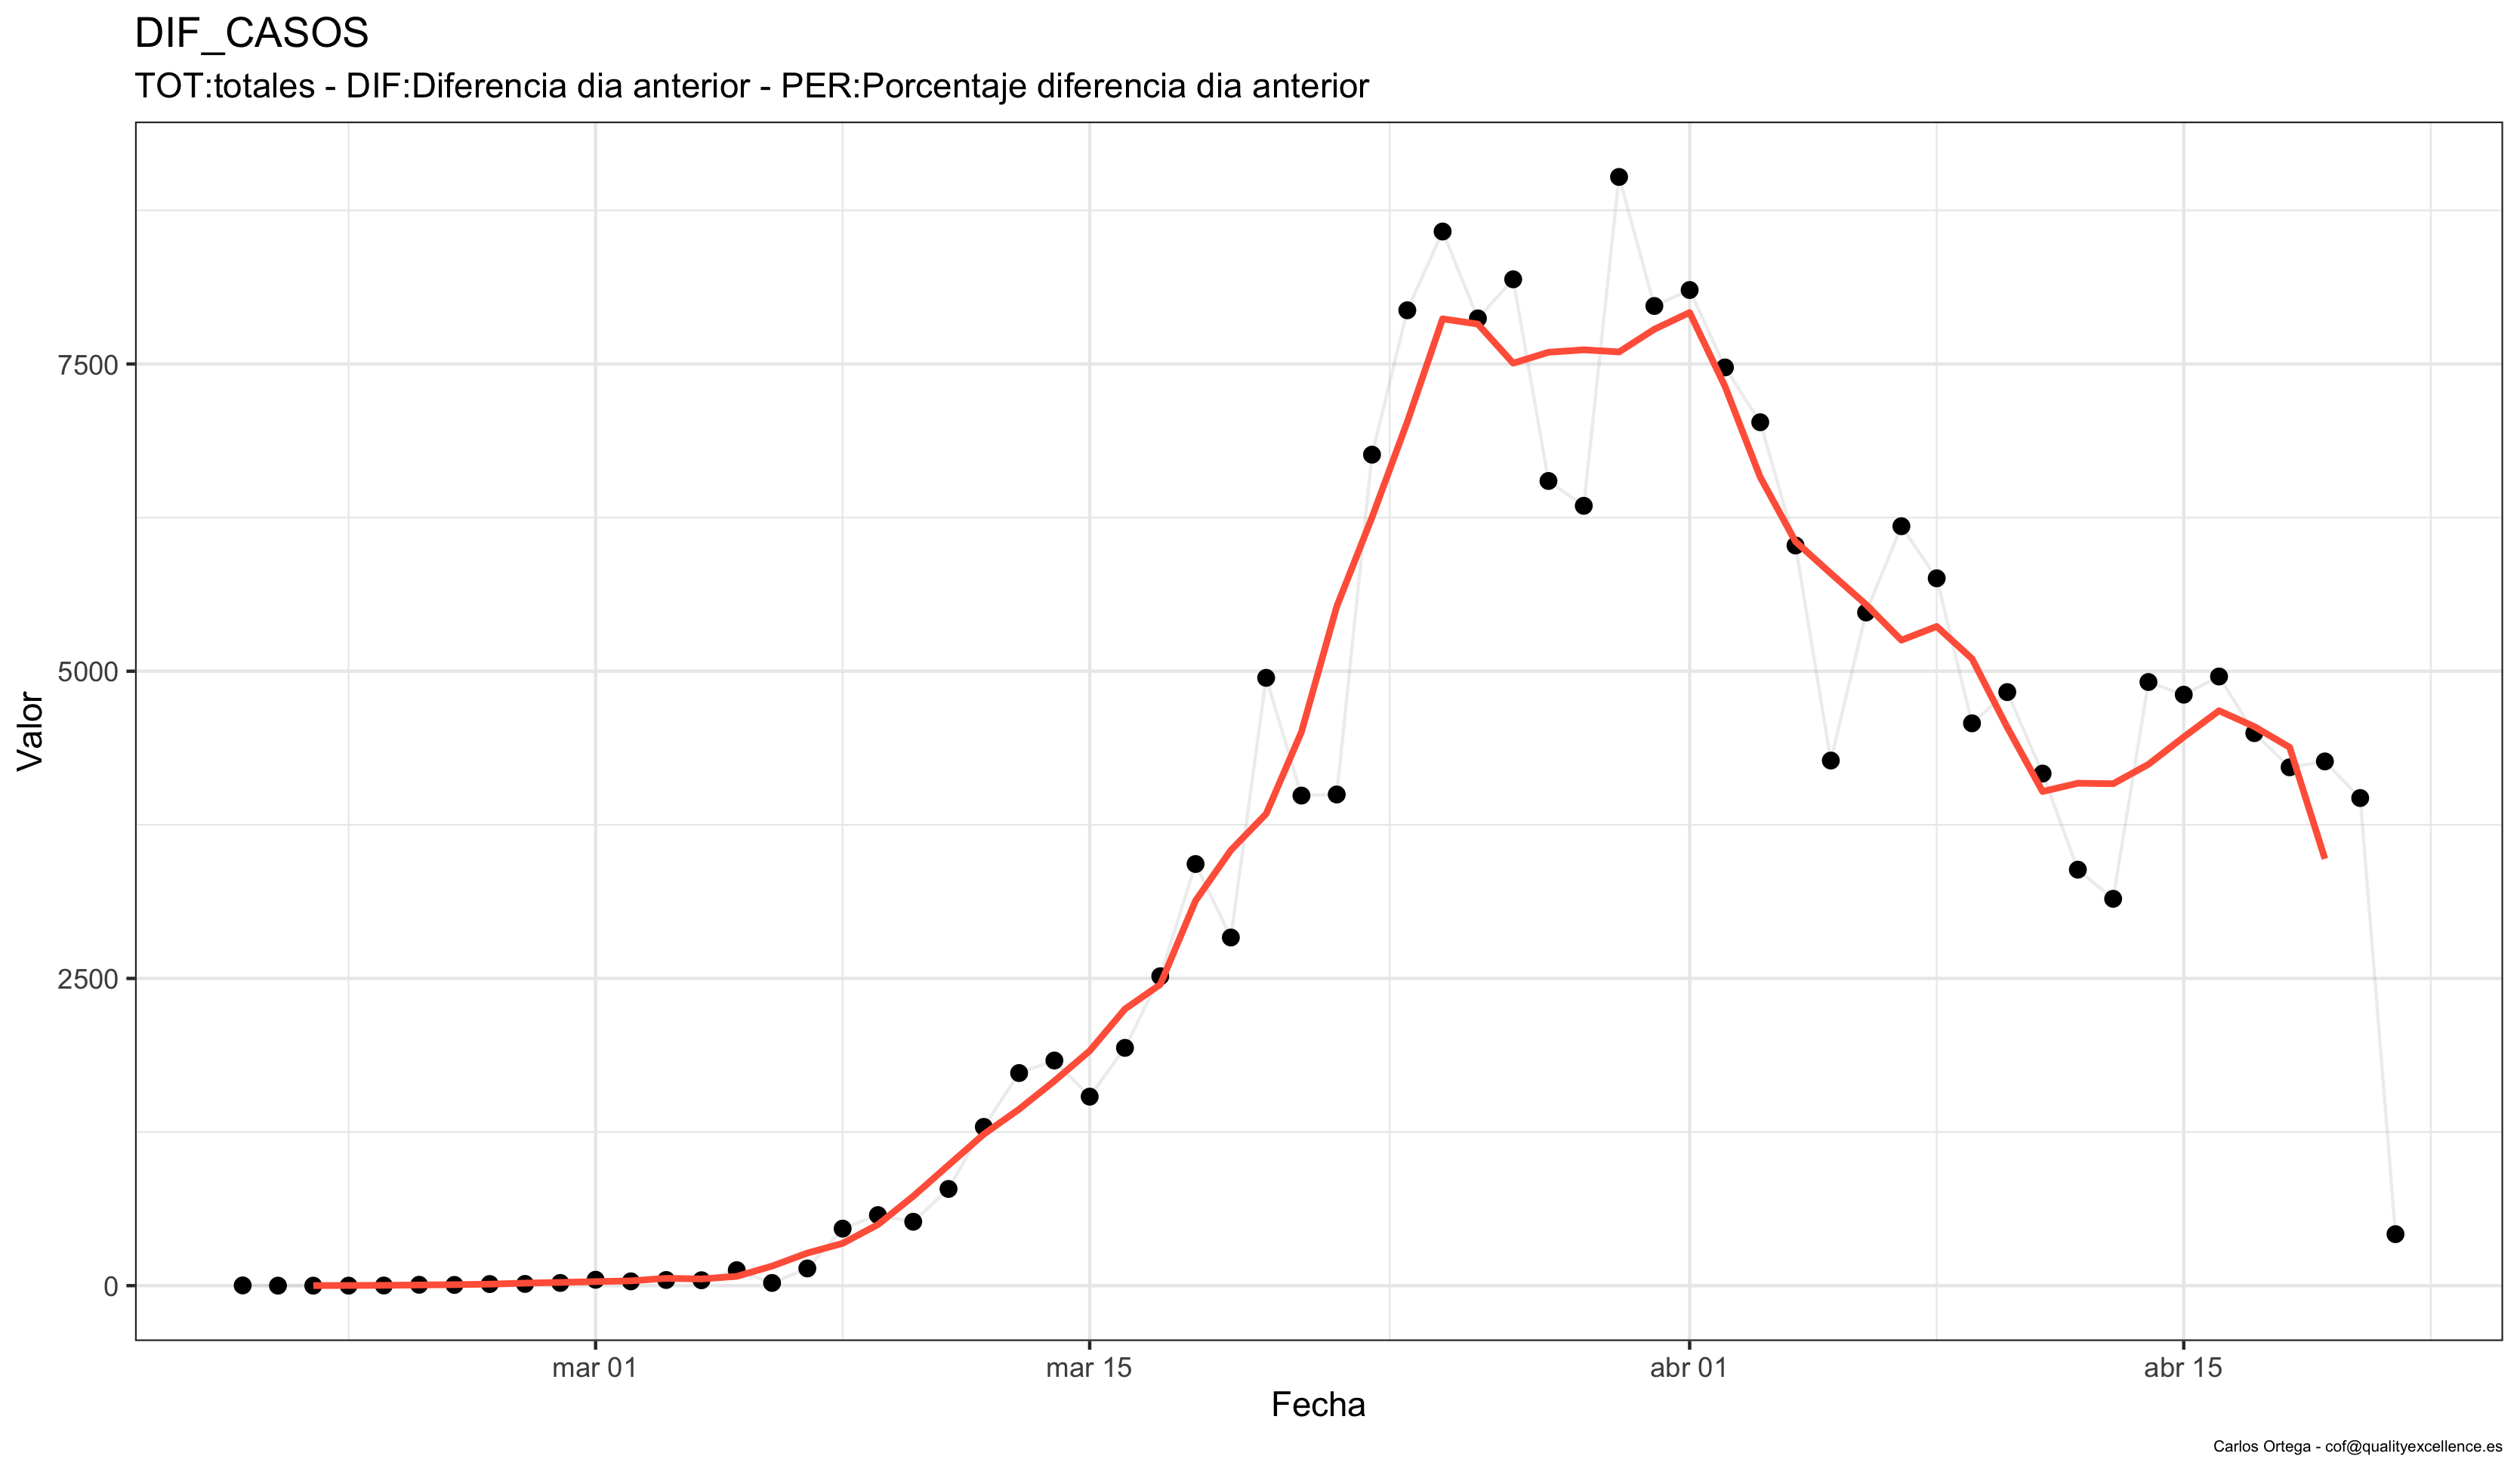 DIF_CASOS
TOT:totales - DIF:Diferencia dia anterior - PER:Porcentaje diferencia dia anterior
7500
5000
2500
0
Valor
mar 01
mar 15
abr 01
abr 15
Fecha
Carlos Ortega - cof@qualityexcellence.es